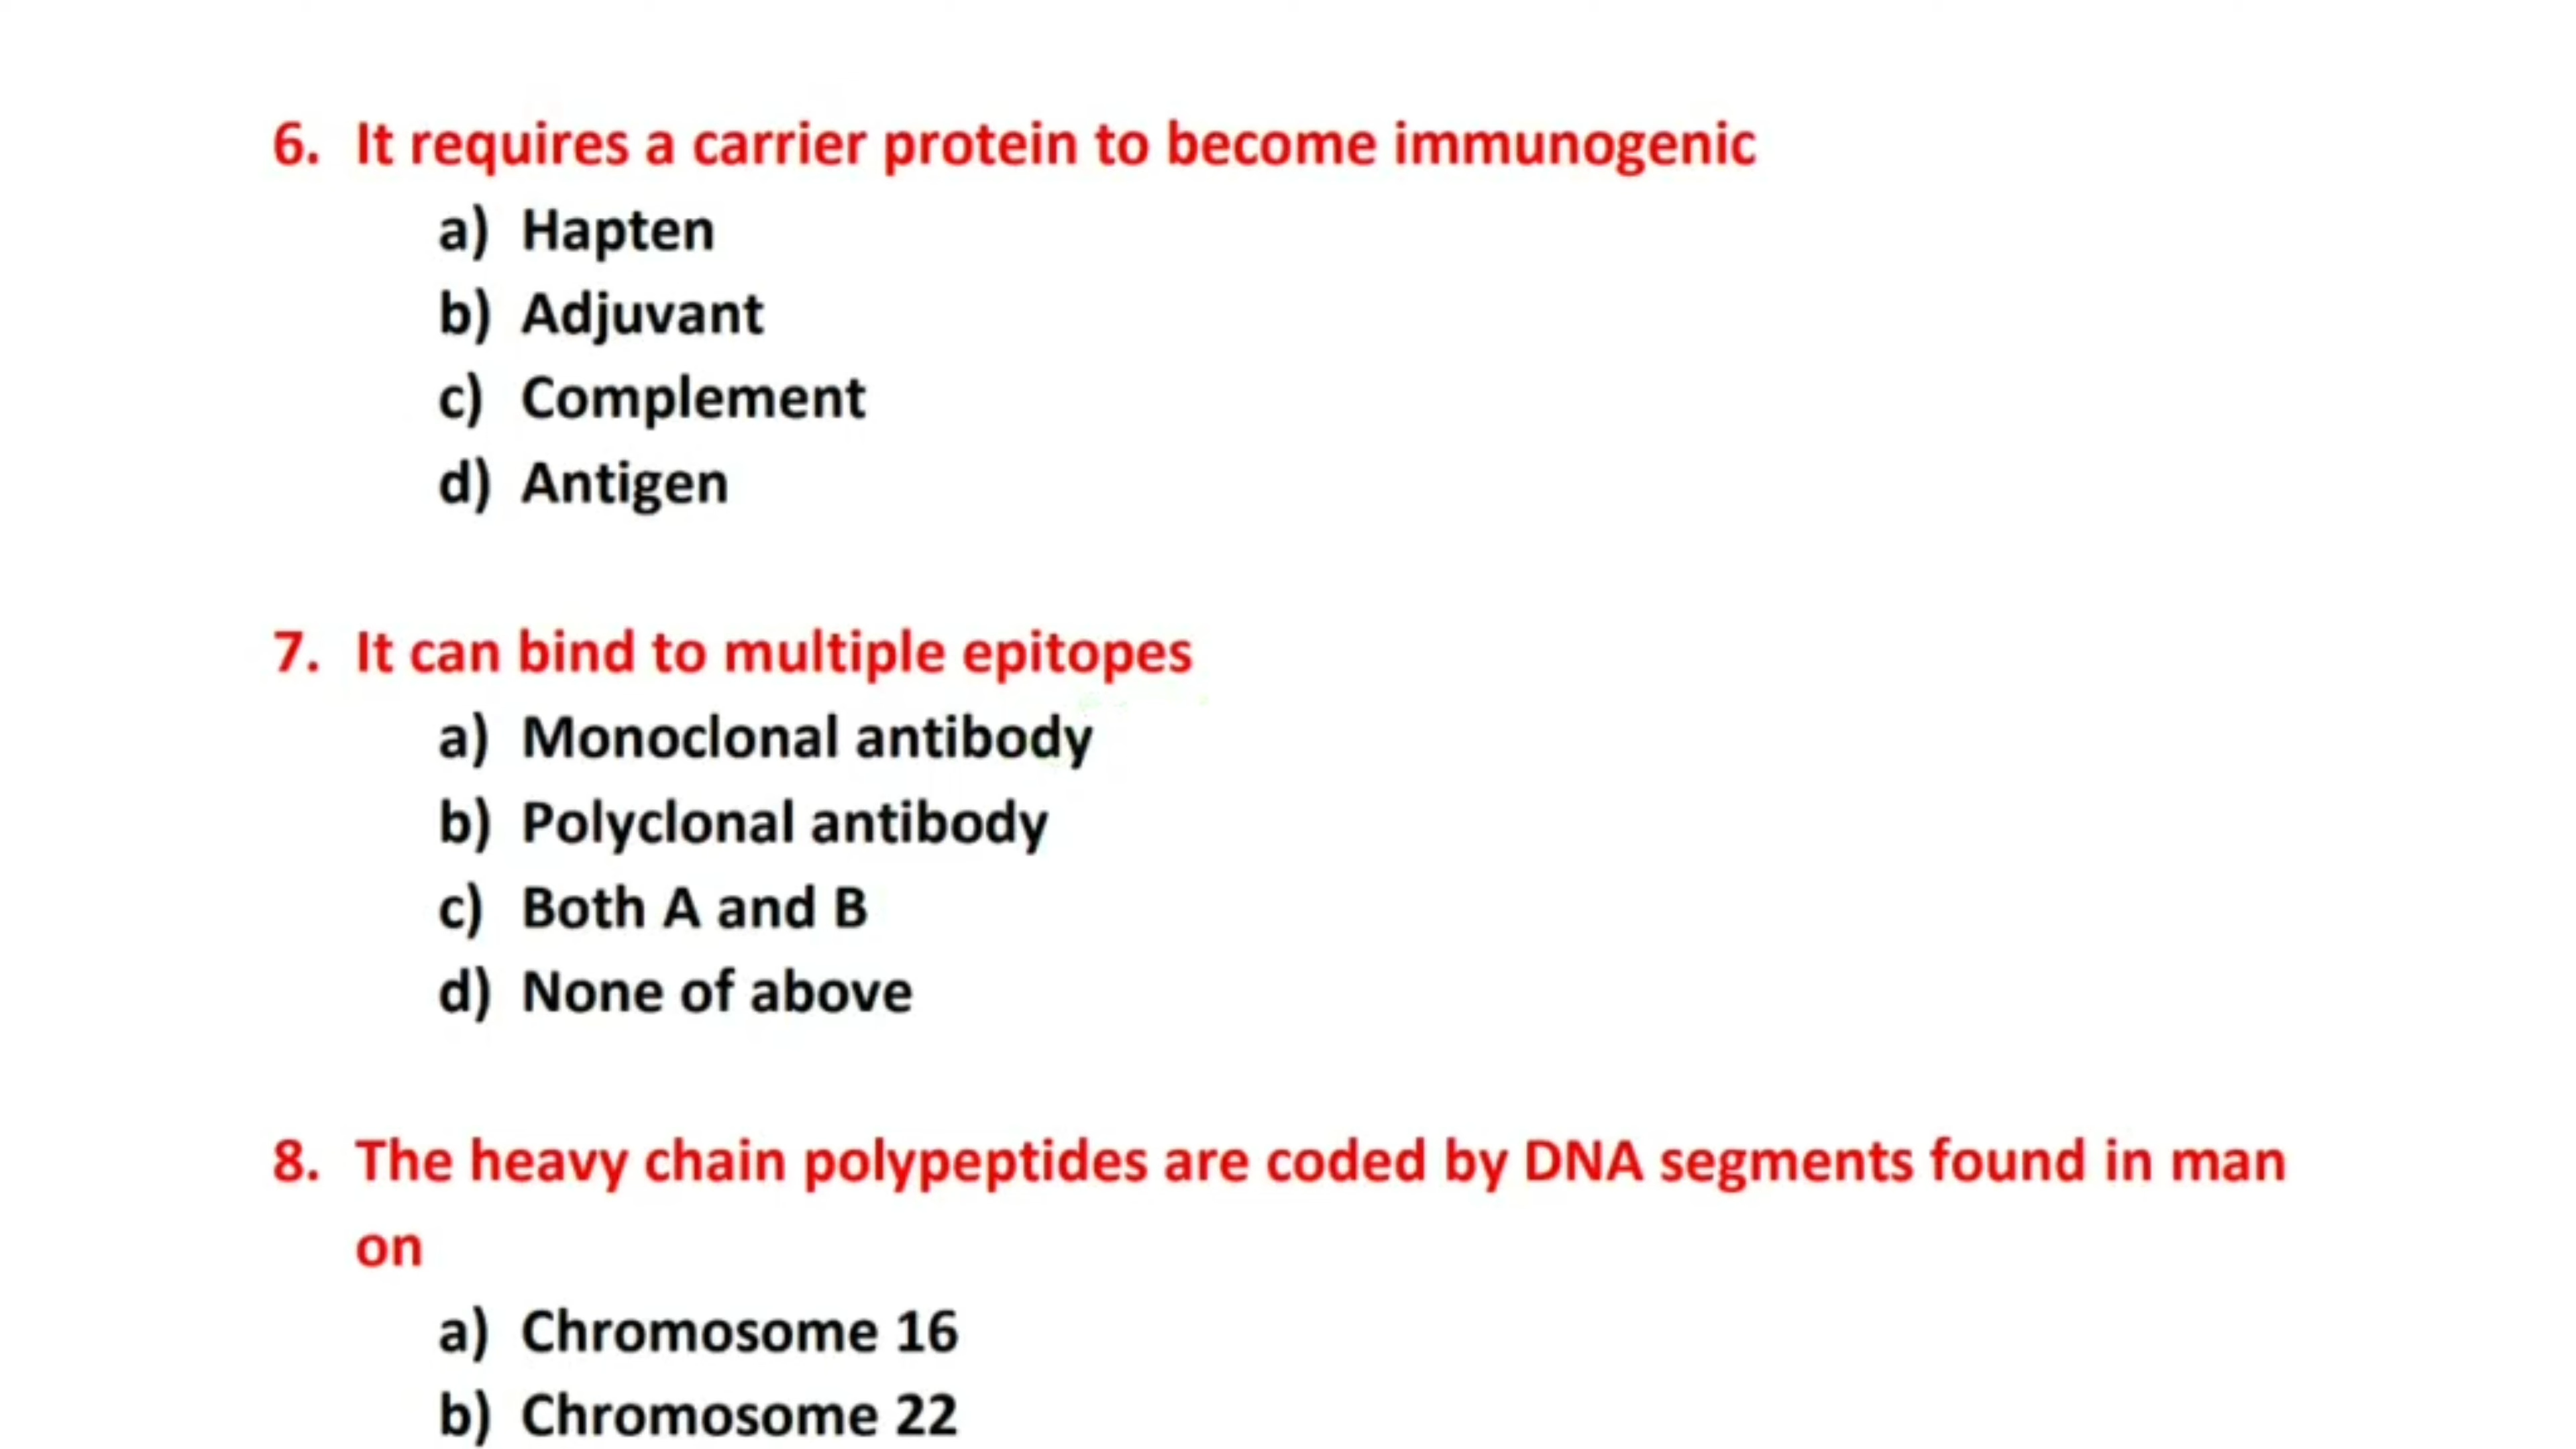 6. It requires a carrier protein to become immunogenic
a) Hapten
b) Adjuvant
c) Complement
d) Antigen
7. It can bind to multiple epitopes
a) Monoclonal antibody
b) Polyclonal antibody
c) Both A and B
d) None of above
8. The heavy chain polypeptides are coded by DNA segments found in man
on
a) Chromosome 16
b) Chromosome 22